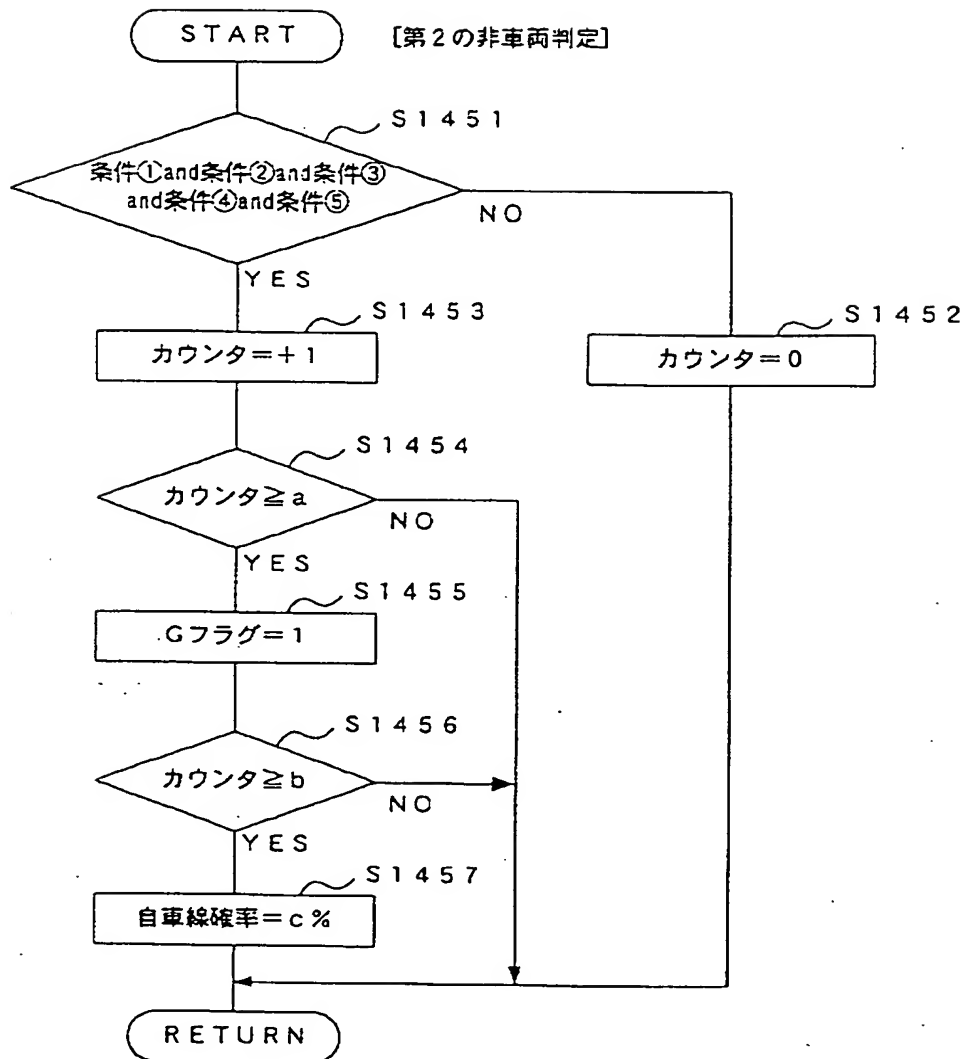 START
[第2の非車両判定]
S1451
条件①and条件②and条件③
and条件④and条件⑤
NO
YES
S1453
カウンタ＝＋1
S1452
カウンタ＝0
S1454
カウンタ≧a
NO
YES
S1455
Gフラグ＝1
S1456
カウンタ≧b
NO
YES
S1457
自車線確率＝c%
RETURN